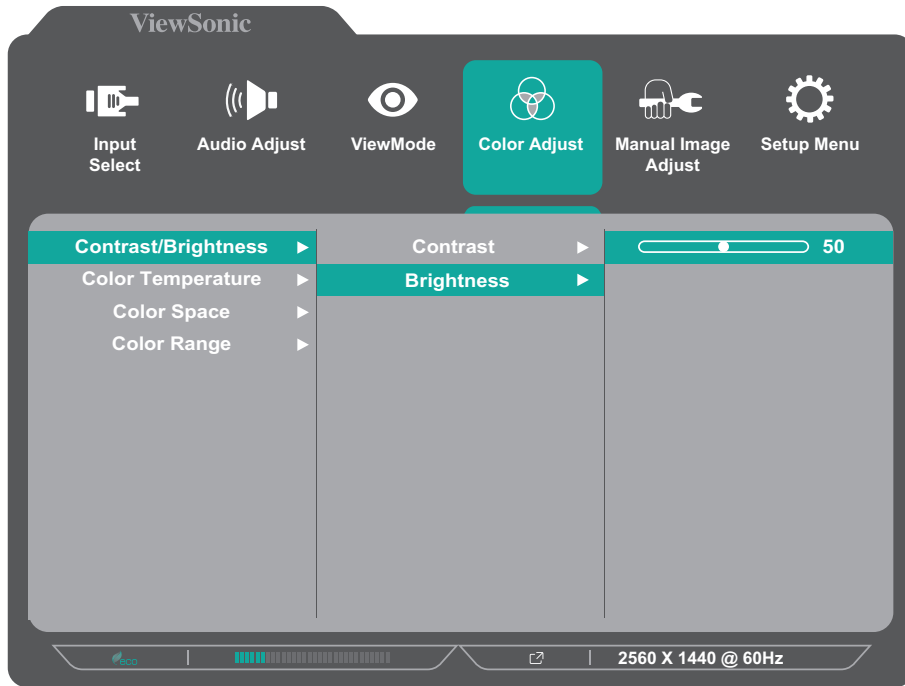 ViewSonic
Input Select
Audio Adjust
ViewMode
Color Adjust
Manual Image Adjust
Setup Menu
Contrast/Brightness
Contrast
50
Color Temperature
Brightness
Color Space
Color Range
eco
2560 X 1440 @ 60Hz